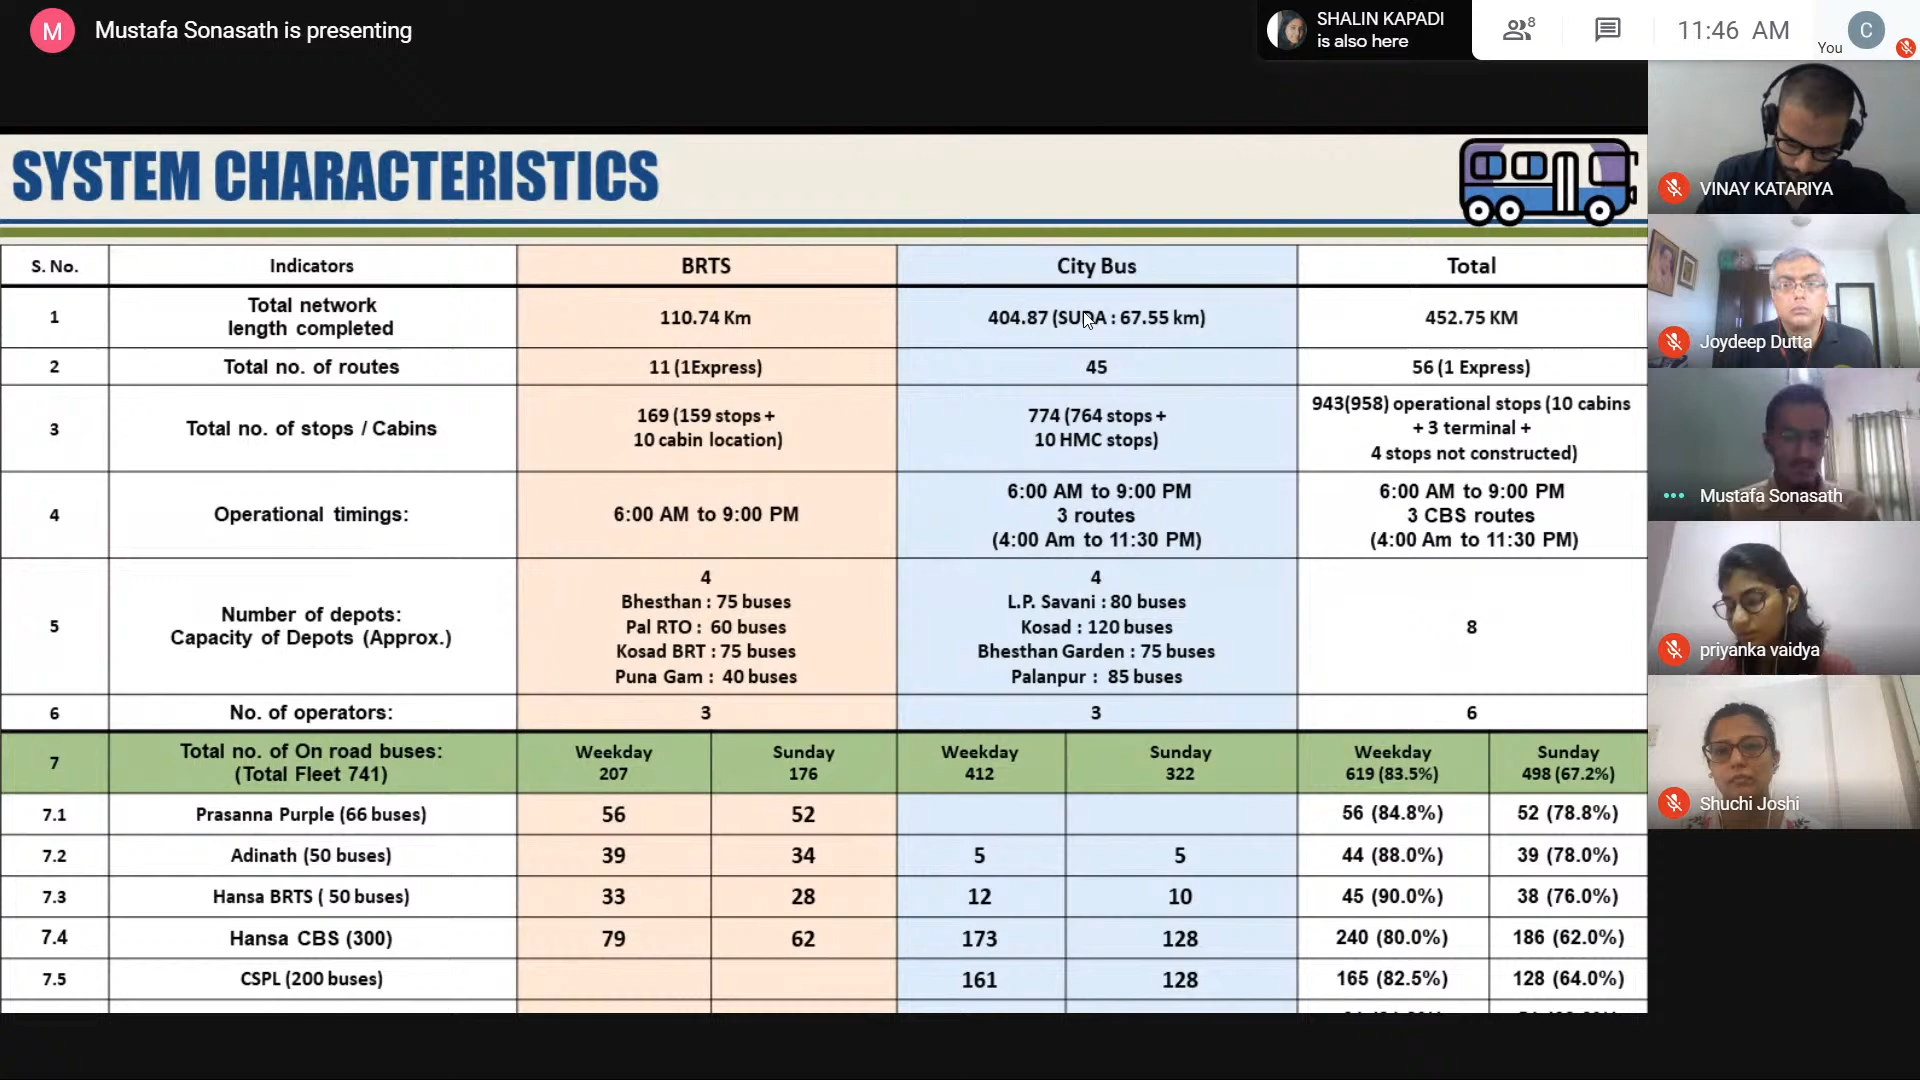 M
Mustafa Sonasath is presenting
SHALIN KAPADI
is also here
8
11:46 AM
You
C
SYSTEM CHARACTERISTICS
S. No. Indicators BRTS City Bus Total
1 Total network length completed 110.74 Km 404.87 (SUDA : 67.55 km) 452.75 KM
2 Total no. of routes 11 (1Express) 45 56 (1 Express)
3 Total no. of stops / Cabins
169 (159 stops +
10 cabin location)
774 (764 stops +
10 HMC stops)
943(958) operational stops (10 cabins
+ 3 terminal +
4 stops not constructed)
4 Operational timings: 6:00 AM to 9:00 PM
6:00 AM to 9:00 PM
3 routes
(4:00 Am to 11:30 PM)
6:00 AM to 9:00 PM
3 CBS routes
(4:00 Am to 11:30 PM)
5
Number of depots:
Capacity of Depots (Approx.)
4
Bhesthan : 75 buses
Pal RTO : 60 buses
Kosad BRT : 75 buses
Puna Gam : 40 buses
4
L.P. Savani : 80 buses
Kosad : 120 buses
Bhesthan Garden : 75 buses
Palanpur : 85 buses
8
6 No. of operators: 3 3 6
7
Total no. of On road buses:
(Total Fleet 741)
Weekday
207
Sunday
176
Weekday
412
Sunday
322
Weekday
619 (83.5%)
Sunday
498 (67.2%)
7.1 Prasanna Purple (66 buses) 56 52 56 (84.8%) 52 (78.8%)
7.2 Adinath (50 buses) 39 34 5 5 44 (88.0%) 39 (78.0%)
7.3 Hansa BRTS ( 50 buses) 33 28 12 10 45 (90.0%) 38 (76.0%)
7.4 Hansa CBS (300) 79 62 173 128 240 (80.0%) 186 (62.0%)
7.5 CSPL (200 buses) 161 128 165 (82.5%) 128 (64.0%)
VINAY KATARIYA
Joydeep Dutta
Mustafa Sonasath
priyanka vaidya
Shuchi Joshi